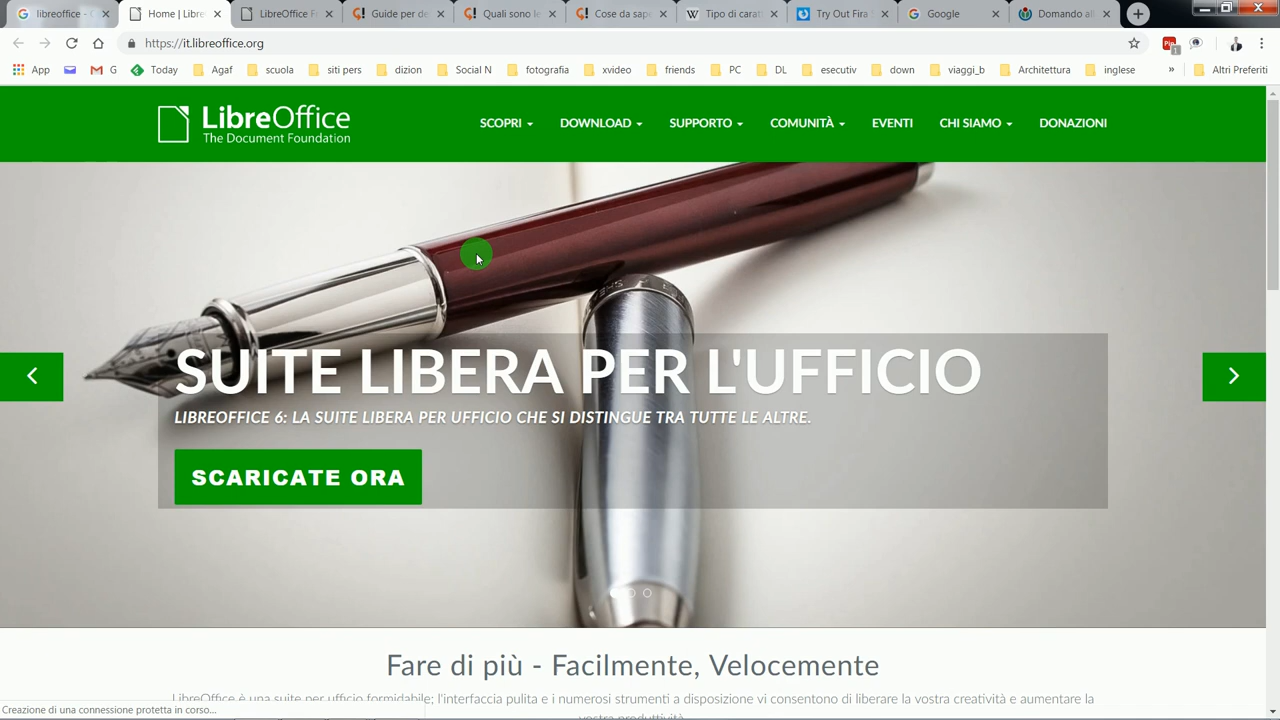 libreoffice - C
Home | Libre
LibreOffice F
Guide per de
Quali sono le
Cose da sape
Tipo di carat
Try Out Fira
Google
Domando all
https://it.libreoffice.org
App
G
Today
Agaf
scuola
siti pers
dizion
Social N
fotografia
xvideo
friends
PC
DL
esecutiv
down
viaggi_b
Architettura
inglese
»
Altri Preferiti
LibreOffice
The Document Foundation
SCOPRI
DOWNLOAD
SUPPORTO
COMUNITÀ
EVENTI
CHI SIAMO
DONAZIONI
SUITE LIBERA PER L'UFFICIO
LIBREOFFICE 6: LA SUITE LIBERA PER UFFICIO CHE SI DISTINGUE TRA TUTTE LE ALTRE.
SCARICATE ORA
Fare di più - Facilmente, Velocemente
LibreOffice è una suite per ufficio formidabile; l'interfaccia pulita e i numerosi strumenti a disposizione vi consentono di liberare la vostra creatività e aumentare la
vostra produttività.
Creazione di una connessione protetta in corso...